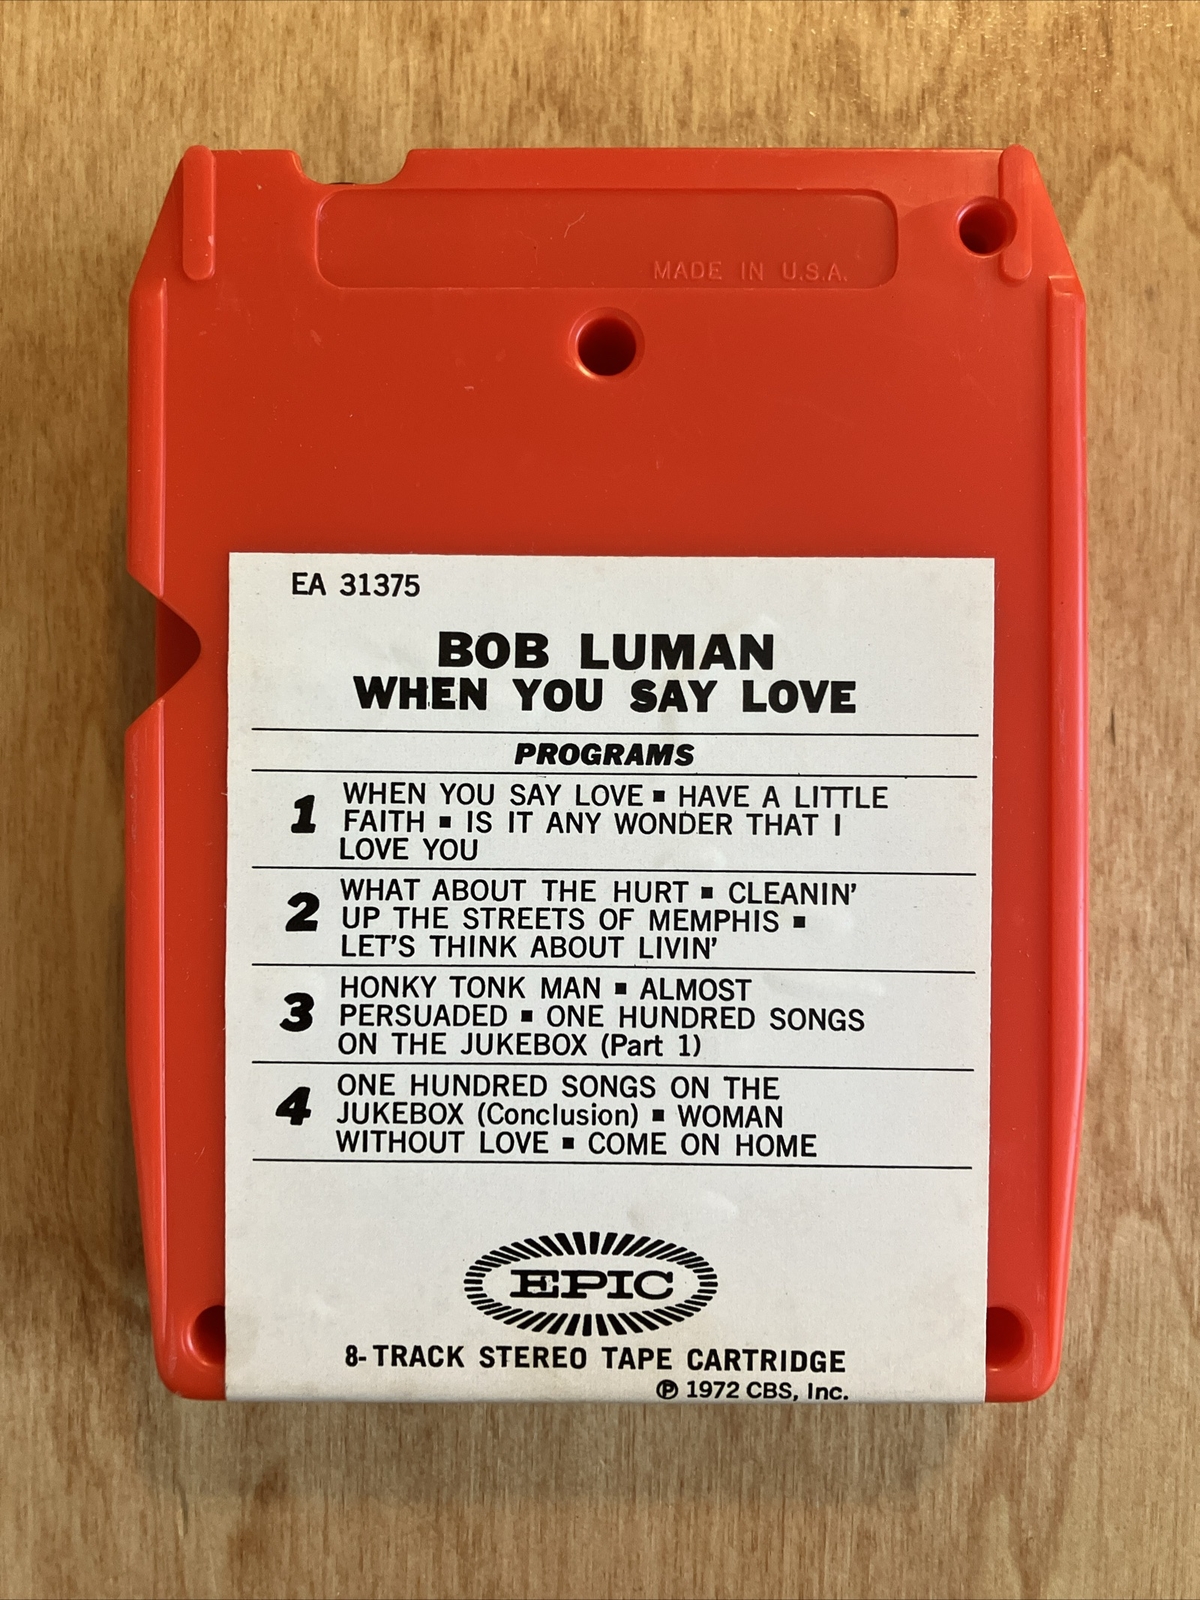 MADE IN U.S.A.
EA 31375
BOB LUMAN
WHEN YOU SAY LOVE
PROGRAMS
1 WHEN YOU SAY LOVE ▪ HAVE A LITTLE
FAITH ▪ IS IT ANY WONDER THAT I
LOVE YOU
2 WHAT ABOUT THE HURT ▪ CLEANIN'
UP THE STREETS OF MEMPHIS ▪
LET'S THINK ABOUT LIVIN'
3 HONKY TONK MAN ▪ ALMOST
PERSUADED ▪ ONE HUNDRED SONGS
ON THE JUKEBOX (Part 1)
4 ONE HUNDRED SONGS ON THE
JUKEBOX (Conclusion) ▪ WOMAN
WITHOUT LOVE ▪ COME ON HOME
EPIC
8-TRACK STEREO TAPE CARTRIDGE
℗ 1972 CBS, Inc.